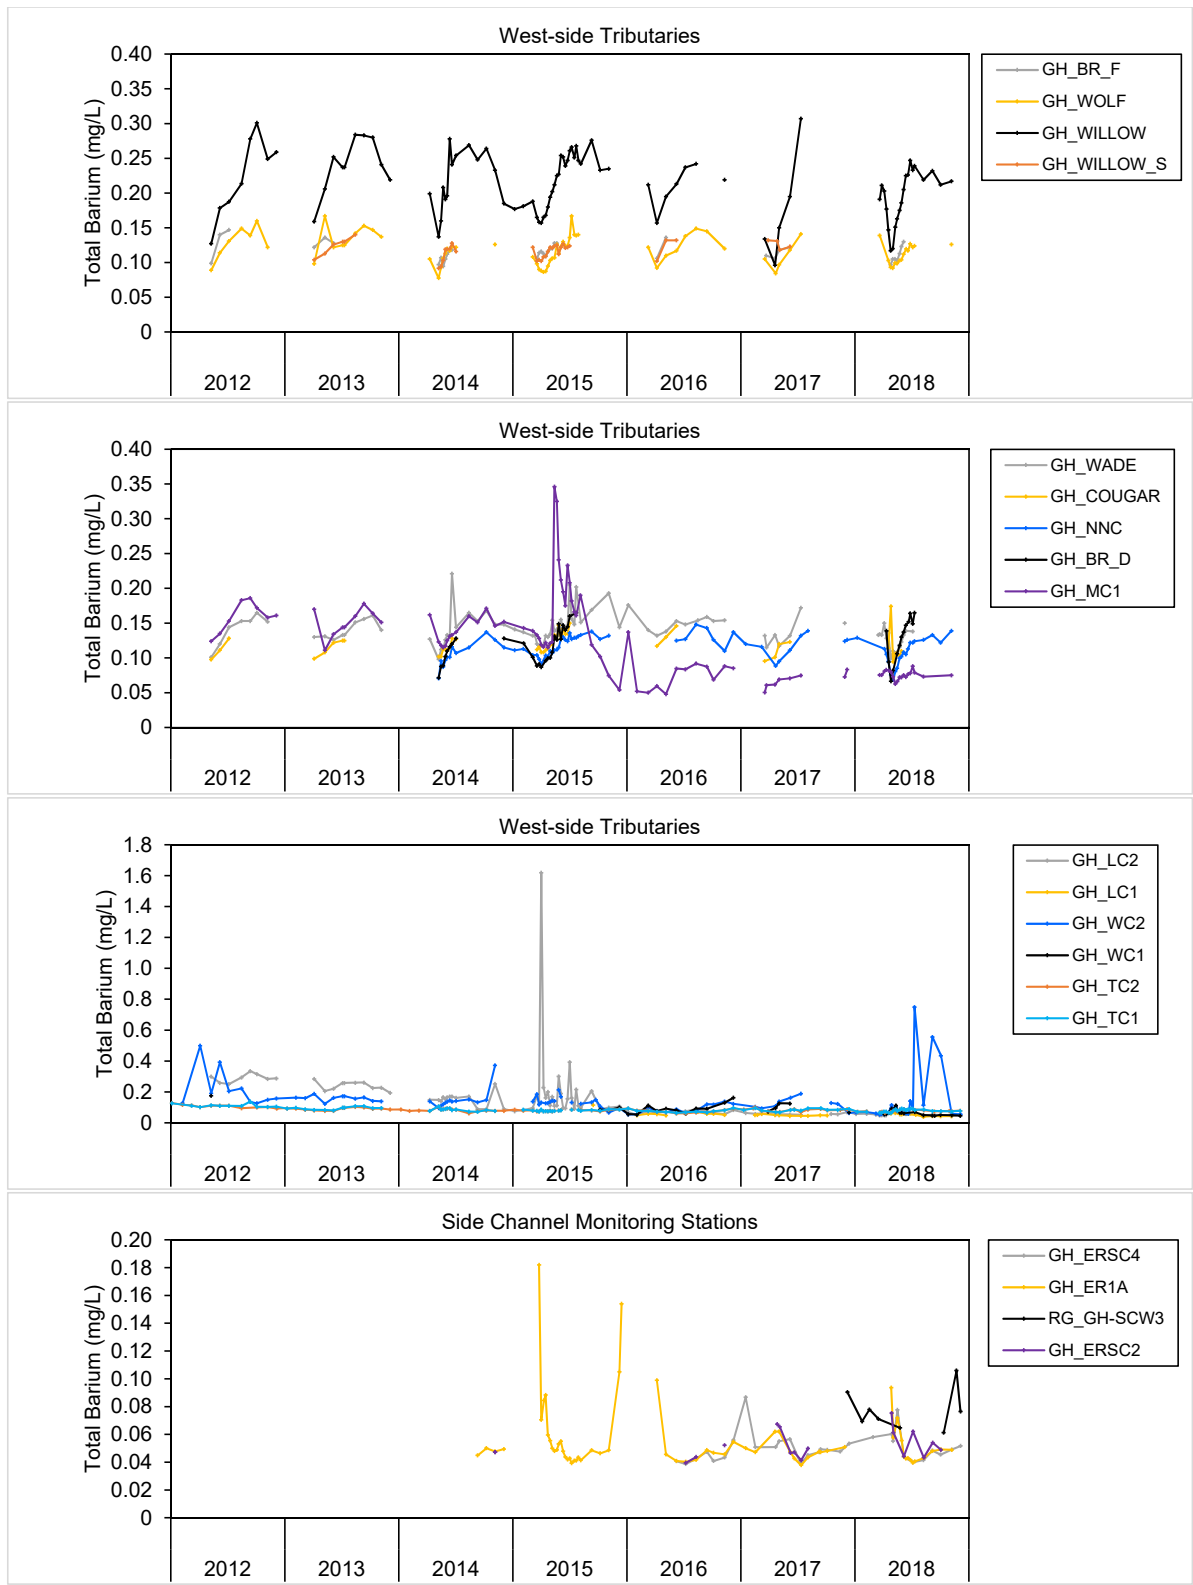 West-side Tributaries
Total Barium (mg/L)
0.40
0.35
0.30
0.25
0.20
0.15
0.10
0.05
0
2012 2013 2014 2015 2016 2017 2018
GH_BR_F
GH_WOLF
GH_WILLOW
GH_WILLOW_S
West-side Tributaries
Total Barium (mg/L)
0.40
0.35
0.30
0.25
0.20
0.15
0.10
0.05
0
2012 2013 2014 2015 2016 2017 2018
GH_WADE
GH_COUGAR
GH_NNC
GH_BR_D
GH_MC1
West-side Tributaries
Total Barium (mg/L)
1.8
1.6
1.4
1.2
1.0
0.8
0.6
0.4
0.2
0
2012 2013 2014 2015 2016 2017 2018
GH_LC2
GH_LC1
GH_WC2
GH_WC1
GH_TC2
GH_TC1
Side Channel Monitoring Stations
Total Barium (mg/L)
0.20
0.18
0.16
0.14
0.12
0.10
0.08
0.06
0.04
0.02
0
2012 2013 2014 2015 2016 2017 2018
GH_ERSC4
GH_ER1A
RG_GH-SCW3
GH_ERSC2